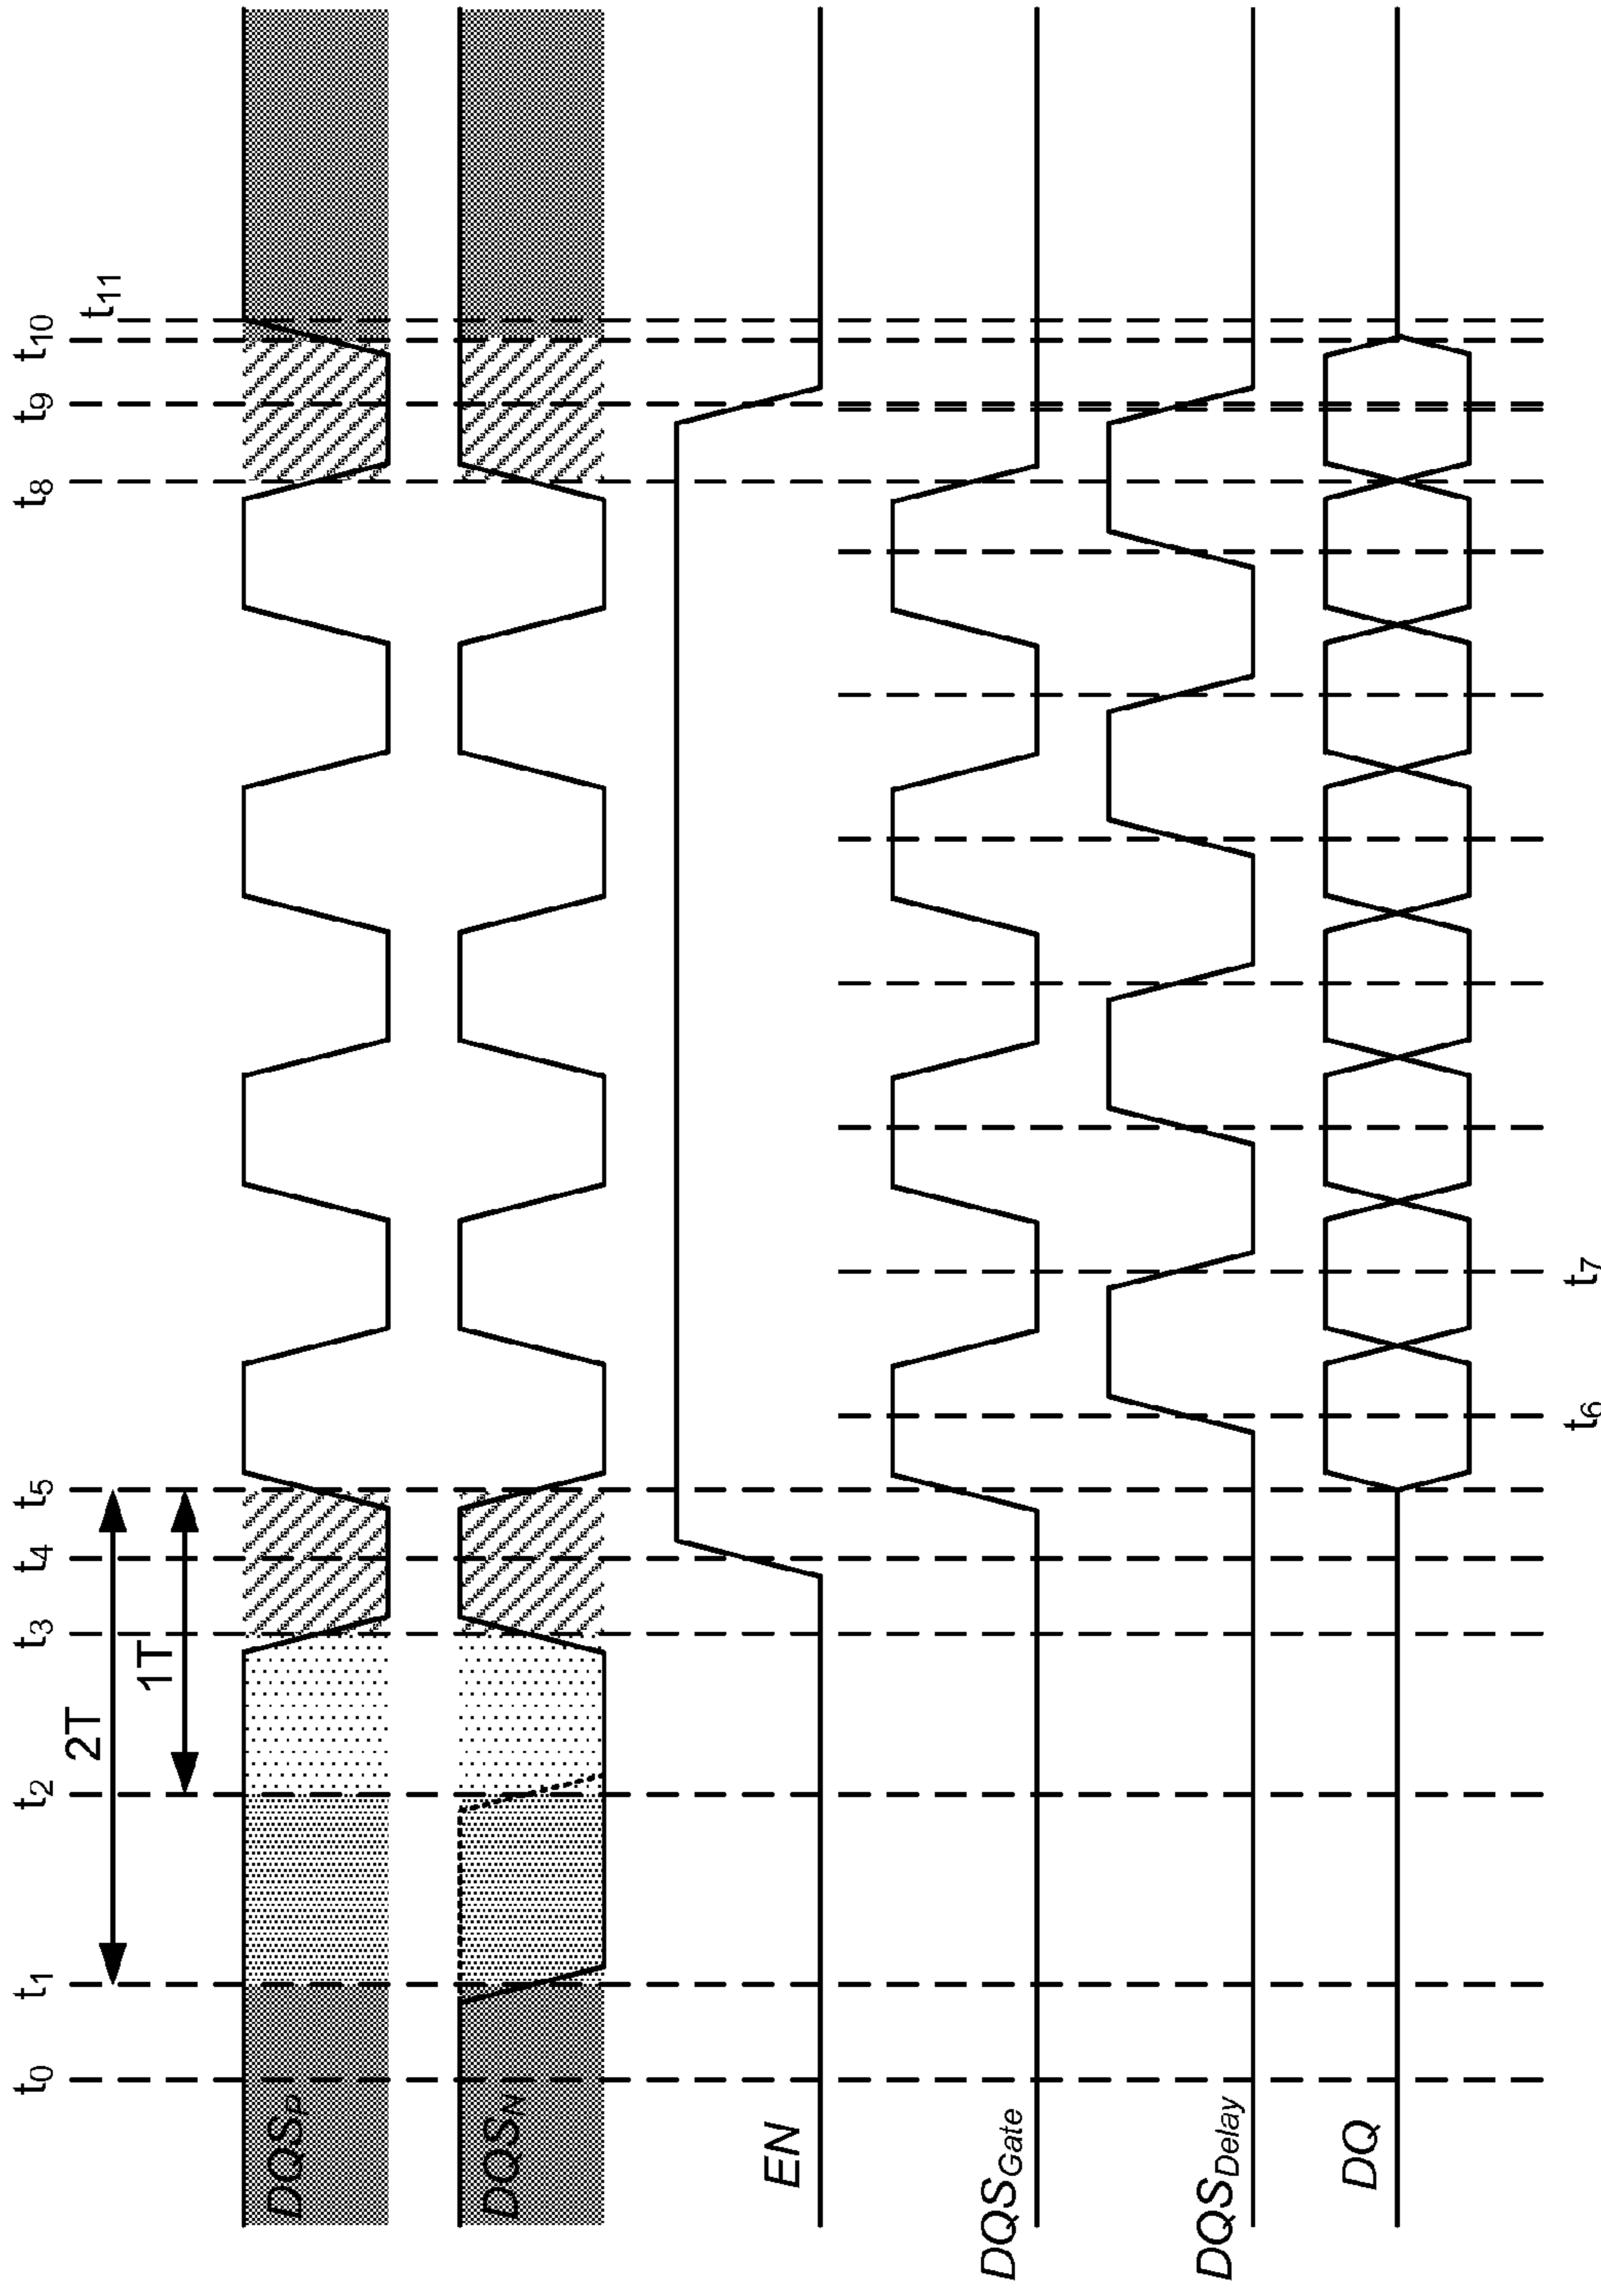 t0 t1 t2 t3 t4 t5 t8 t9 t10
t11
2T
1T
DQSP
DQSN
EN
DQSGate
DQSDelay
DQ
t6 t7